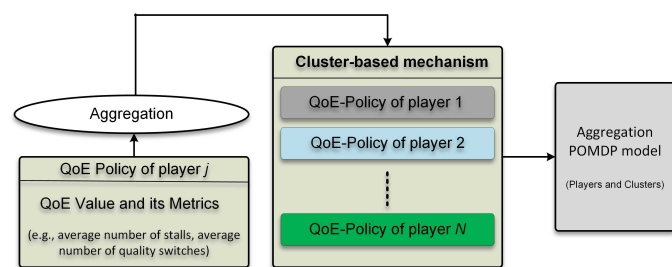 Aggregation
QoE Policy of player j
QoE Value and its Metrics
(e.g., average number of stalls, average
number of quality switches)
Cluster-based mechanism
QoE-Policy of player 1
QoE-Policy of player 2
QoE-Policy of player N
Aggregation
POMDP model
(Players and Clusters)